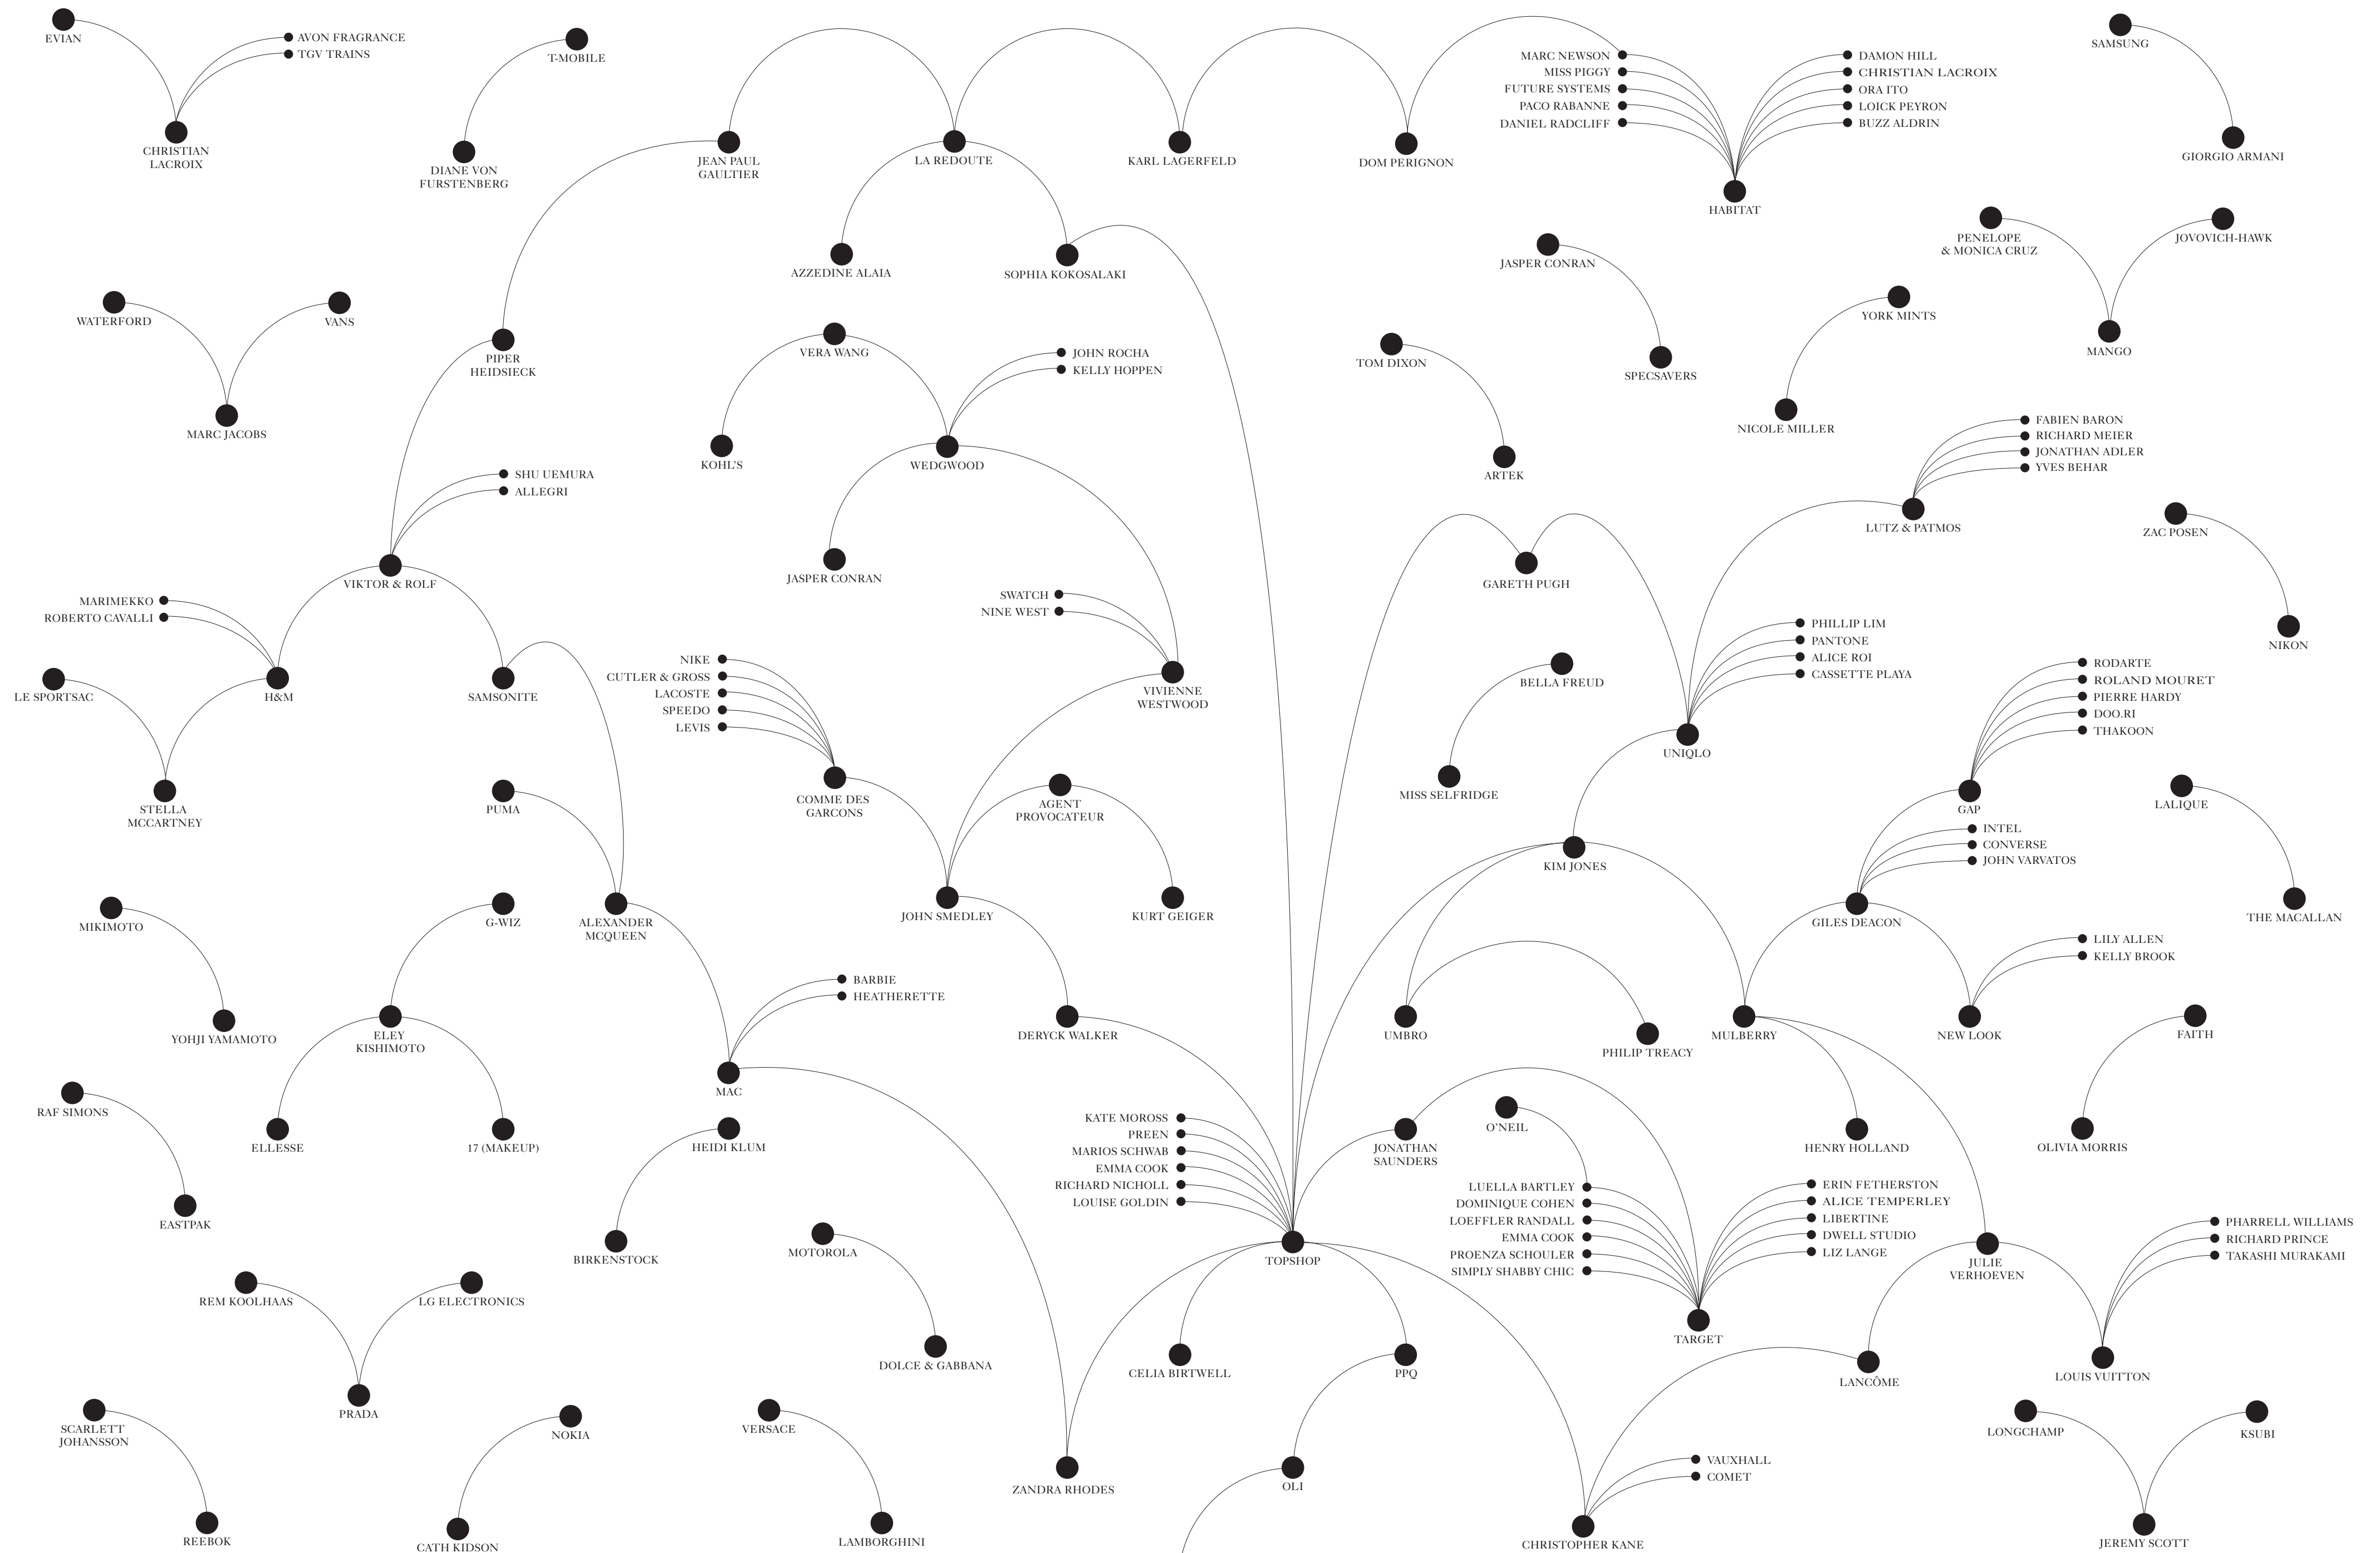 EVIAN
AVON FRAGRANCE
TGV TRAINS
CHRISTIAN
LACROIX
T-MOBILE
DIANE VON
FURSTENBERG
JEAN PAUL
GAULTIER
LA REDOUTE
KARL LAGERFELD
DOM PERIGNON
MARC NEWSON
MISS PIGGY
FUTURE SYSTEMS
PACO RABANNE
DANIEL RADCLIFF
DAMON HILL
CHRISTIAN LACROIX
ORA ITO
LOICK PEYRON
BUZZ ALDRIN
HABITAT
SAMSUNG
GIORGIO ARMANI
AZZEDINE ALAIA
SOPHIA KOKOSALAKI
JASPER CONRAN
SPECSAVERS
PENELOPE
& MONICA CRUZ
JOVOVICH-HAWK
MANGO
WATERFORD
VANS
MARC JACOBS
PIPER
HEIDSIECK
VERA WANG
JOHN ROCHA
KELLY HOPPEN
KOHL'S
WEDGWOOD
TOM DIXON
ARTEK
YORK MINTS
NICOLE MILLER
FABIEN BARON
RICHARD MEIER
JONATHAN ADLER
YVES BEHAR
LUTZ & PATMOS
SHU UEMURA
ALLEGRI
VIKTOR & ROLF
JASPER CONRAN
GARETH PUGH
ZAC POSEN
NIKON
MARIMEKKO
ROBERTO CAVALLI
LE SPORTSAC
H&M
SAMSONITE
STELLA
MCCARTNEY
SWATCH
NINE WEST
VIVIENNE
WESTWOOD
NIKE
CUTLER & GROSS
LACOSTE
SPEEDO
LEVIS
COMME DES
GARCONS
PUMA
AGENT
PROVOCATEUR
BELLA FREUD
MISS SELFRIDGE
PHILLIP LIM
PANTONE
ALICE ROI
CASSETTE PLAYA
UNIQLO
RODARTE
ROLAND MOURET
PIERRE HARDY
DOO.RI
THAKOON
GAP
INTEL
CONVERSE
JOHN VARVATOS
LALIQUE
THE MACALLAN
KIM JONES
GILES DEACON
MIKIMOTO
YOHJI YAMAMOTO
G-WIZ
ALEXANDER
MCQUEEN
JOHN SMEDLEY
KURT GEIGER
LILY ALLEN
KELLY BROOK
ELEY
KISHIMOTO
BARBIE
HEATHERETTE
MAC
DERYCK WALKER
UMBRO
PHILIP TREACY
MULBERRY
NEW LOOK
FAITH
OLIVIA MORRIS
RAF SIMONS
EASTPAK
ELLESSE
17 (MAKEUP)
HEIDI KLUM
BIRKENSTOCK
KATE MOROSS
PREEN
MARIOS SCHWAB
EMMA COOK
RICHARD NICHOLL
LOUISE GOLDIN
TOPSHOP
JONATHAN
SAUNDERS
O'NEIL
LUELLA BARTLEY
DOMINIQUE COHEN
LOEFFLER RANDALL
EMMA COOK
PROENZA SCHOULER
SIMPLY SHABBY CHIC
ERIN FETHERSTON
ALICE TEMPERLEY
LIBERTINE
DWELL STUDIO
LIZ LANGE
TARGET
HENRY HOLLAND
JULIE
VERHOEVEN
PHARRELL WILLIAMS
RICHARD PRINCE
TAKASHI MURAKAMI
REM KOOLHAAS
LG ELECTRONICS
PRADA
MOTOROLA
DOLCE & GABBANA
CELIA BIRTWELL
PPQ
LANCÔME
LOUIS VUITTON
SCARLETT
JOHANSSON
REEBOK
NOKIA
CATH KIDSON
VERSACE
LAMBORGHINI
ZANDRA RHODES
OLI
VAUXHALL
COMET
CHRISTOPHER KANE
LONGCHAMP
KSUBI
JEREMY SCOTT